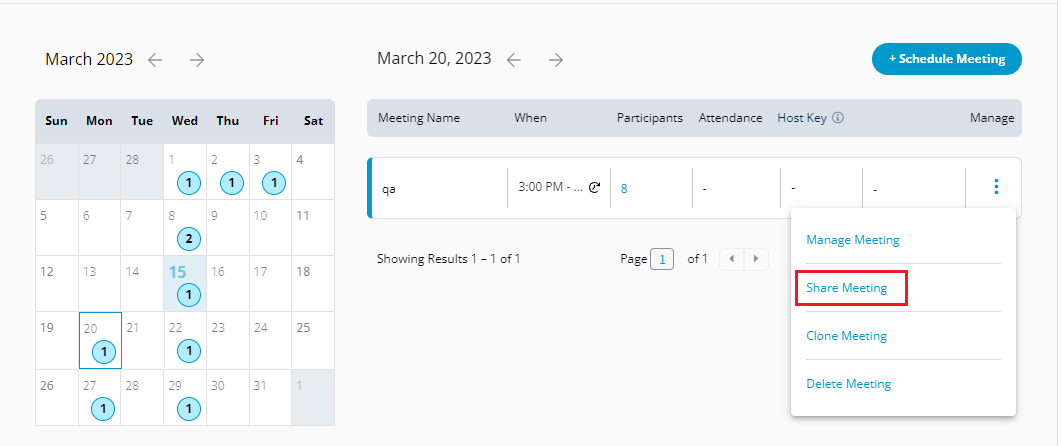 March 2023
March 20, 2023
+ Schedule Meeting
Sun Mon Tue Wed Thu Fri Sat
26 27 28 1 2 3 4
1 1 1
5 6 7 8 9 10 11
2
12 13 14 15 16 17 18
1
19 20 21 22 23 24 25
1 1
26 27 28 29 30 31 1
1 1
Meeting Name When Participants Attendance Host Key Manage
qa 3:00 PM - ... 8 - - -
Showing Results 1 – 1 of 1 Page 1 of 1
Manage Meeting
Share Meeting
Clone Meeting
Delete Meeting